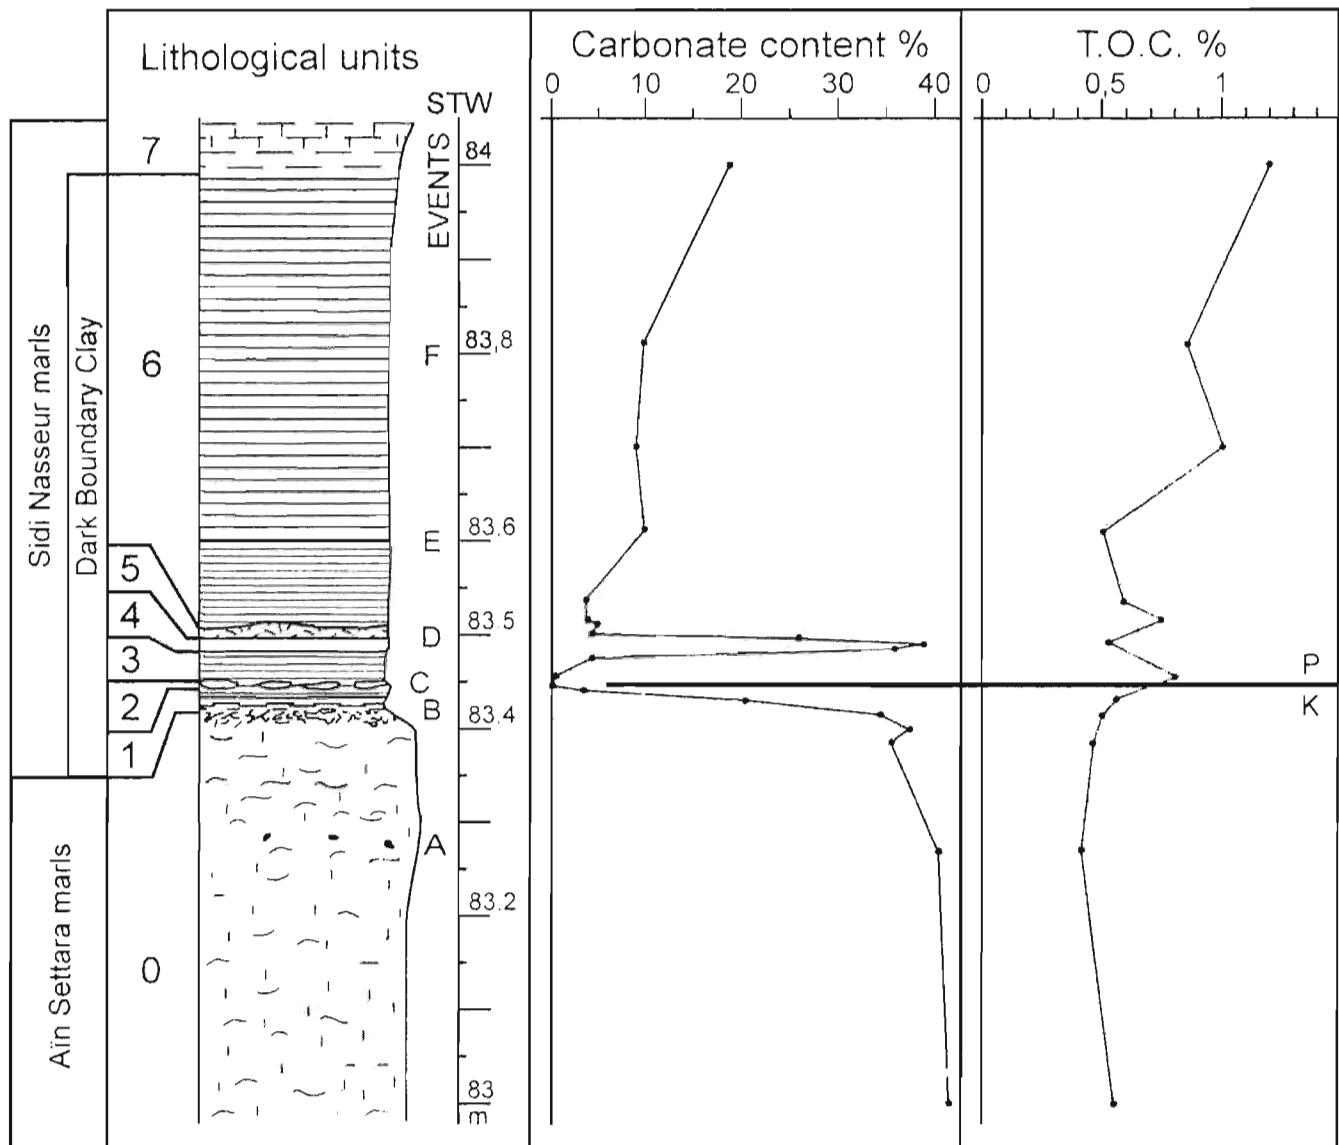 Lithological units
Carbonate content %
T.O.C. %
0 10 20 30 40
0 0,5 1
STW
EVENTS
Sidi Nasseur marls
Dark Boundary Clay
Aïn Settara marls
7
6
5
4
3
2
1
0
F
E
D
C
B
A
84
83,8
83,6
83.5
83.4
83.2
83
m
P
K